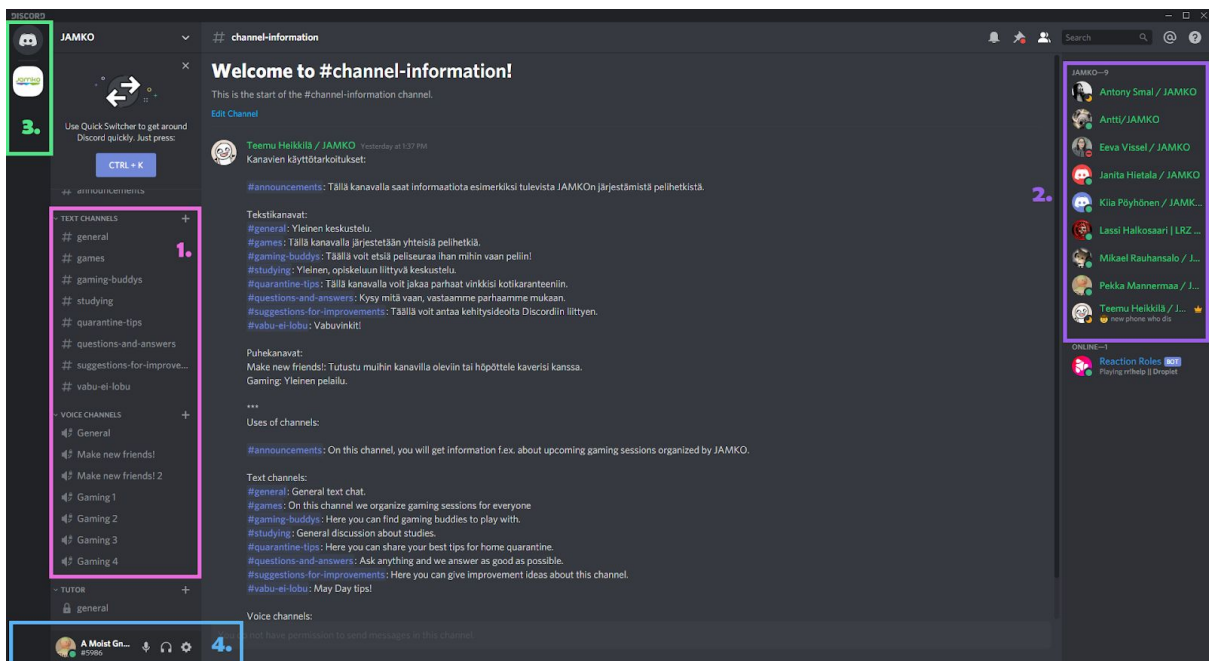 DISCORD
3.
Jamko
JAMKO
Use Quick Switcher to get around
Discord quickly. Just press:
CTRL + K
announcements
TEXT CHANNELS
1.
general
games
gaming-buddys
studying
quarantine-tips
questions-and-answers
suggestions-for-improve...
vabu-ei-lobu
VOICE CHANNELS
General
Make new friends!
Make new friends! 2
Gaming 1
Gaming 2
Gaming 3
Gaming 4
TUTOR
general
A Moist Gn...
#5986
4.
# channel-information
Search
Welcome to #channel-information!
This is the start of the #channel-information channel.
Edit Channel
Teemu Heikkilä / JAMKO Yesterday at 1:37 PM
Kanavien käyttötarkoitukset:
#announcements: Tällä kanavalla saat informaatiota esimerkiksi tulevista JAMKOn järjestämistä pelihetkistä.
Tekstikanavat:
#general: Yleinen keskustelu.
#games: Tällä kanavalla järjestetään yhteisiä pelihetkiä.
#gaming-buddys: Täällä voit etsiä peliseuraa ihan mihin vaan peliin!
#studying: Yleinen, opiskeluun liittyvä keskustelu.
#quarantine-tips: Tällä kanavalla voit jakaa parhaat vinkkisi kotikaranteeniin.
#questions-and-answers: Kysy mitä vaan, vastaamme parhaamme mukaan.
#suggestions-for-improvements: Täällä voit antaa kehitysideoita Discordiin liittyen.
#vabu-ei-lobu: Vabuvinkit!
Puhekanavat:
Make new friends!: Tutustu muihin kanavilla oleviin tai höpöttele kaverisi kanssa.
Gaming: Yleinen pelailu.
***
Uses of channels:
#announcements: On this channel, you will get information f.ex. about upcoming gaming sessions organized by JAMKO.
Text channels:
#general: General text chat.
#games: On this channel we organize gaming sessions for everyone
#gaming-buddys: Here you can find gaming buddies to play with.
#studying: General discussion about studies.
#quarantine-tips: Here you can share your best tips for home quarantine.
#questions-and-answers: Ask anything and we answer as good as possible.
#suggestions-for-improvements: Here you can give improvement ideas about this channel.
#vabu-ei-lobu: May Day tips!
Voice channels:
You do not have permission to send messages in this channel.
2.
JAMKO—9
Antony Smal / JAMKO
Antti/JAMKO
Eeva Vissel / JAMKO
Janita Hietala / JAMKO
Kiia Pöyhönen / JAMK...
Lassi Halkosaari | LRZ ...
Mikael Rauhansalo / J...
Pekka Mannermaa / J...
Teemu Heikkilä / J...
new phone who dis
ONLINE—1
Reaction Roles BOT
Playing rr!help || Droplet